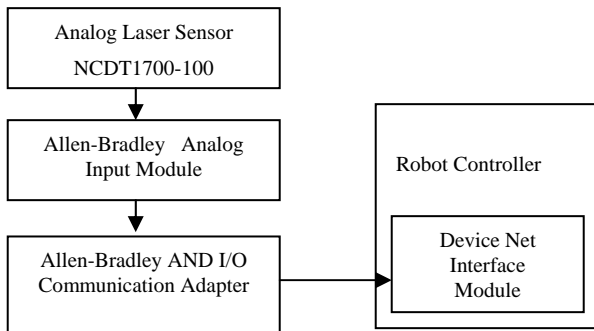 Analog Laser Sensor
NCDT1700-100
Allen-Bradley Analog
Input Module
Allen-Bradley AND I/O
Communication Adapter
Robot Controller
Device Net
Interface
Module